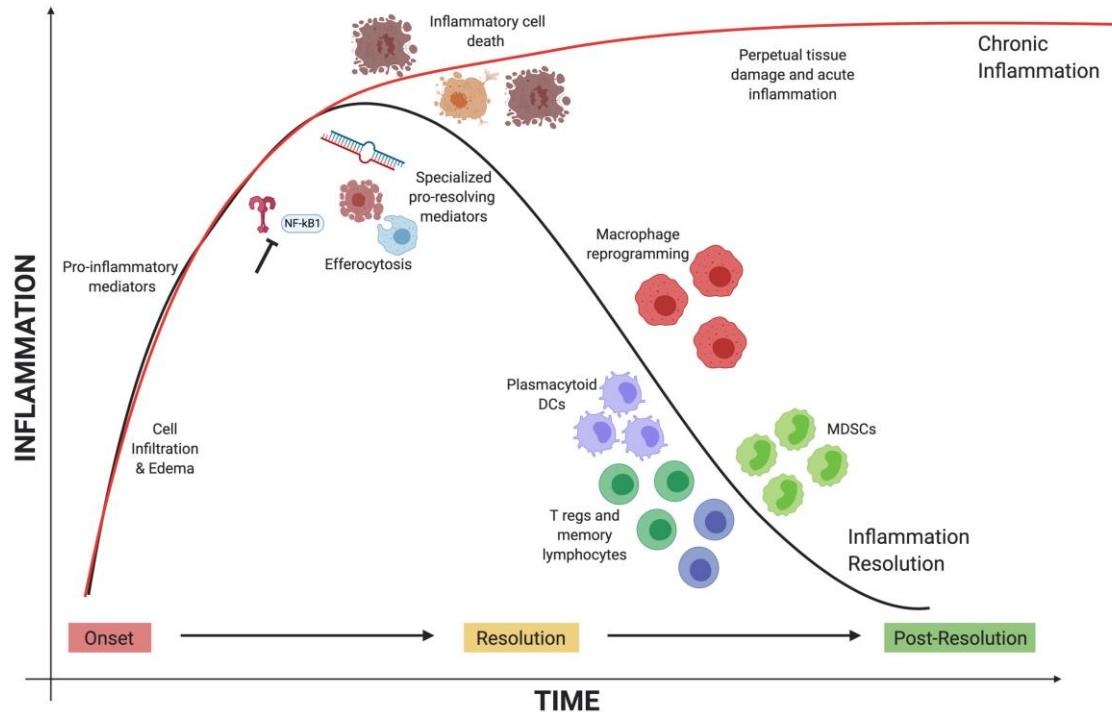 Inflammatory cell
death
Perpetual tissue
damage and acute
inflammation
Chronic
Inflammation
Specialized
pro-resolving
mediators
NF-kB1
Efferocytosis
Pro-inflammatory
mediators
Macrophage
reprogramming
INFLAMMATION
Plasmacytoid
DCs
Cell
Infiltration
& Edema
MDSCs
T regs and
memory
lymphocytes
Inflammation
Resolution
Onset
Resolution
Post-Resolution
TIME